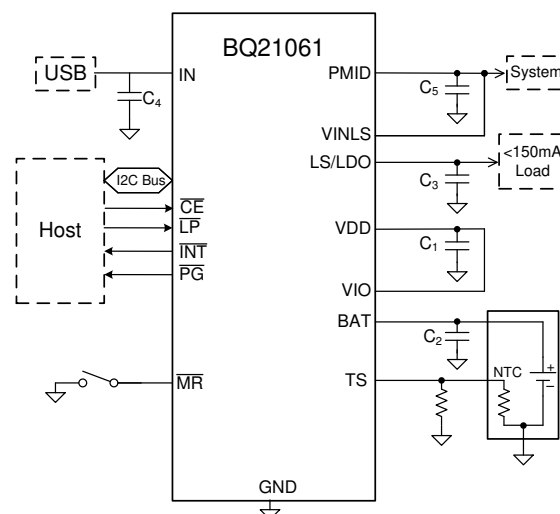 BQ21061
USB
IN
PMID
System
C4
C5
VINLS
<150mA
Load
LS/LDO
I2C Bus
C3
Host
CE
LP
INT
PG
VDD
C1
VIO
BAT
C2
NTC
+
−
TS
MR
GND